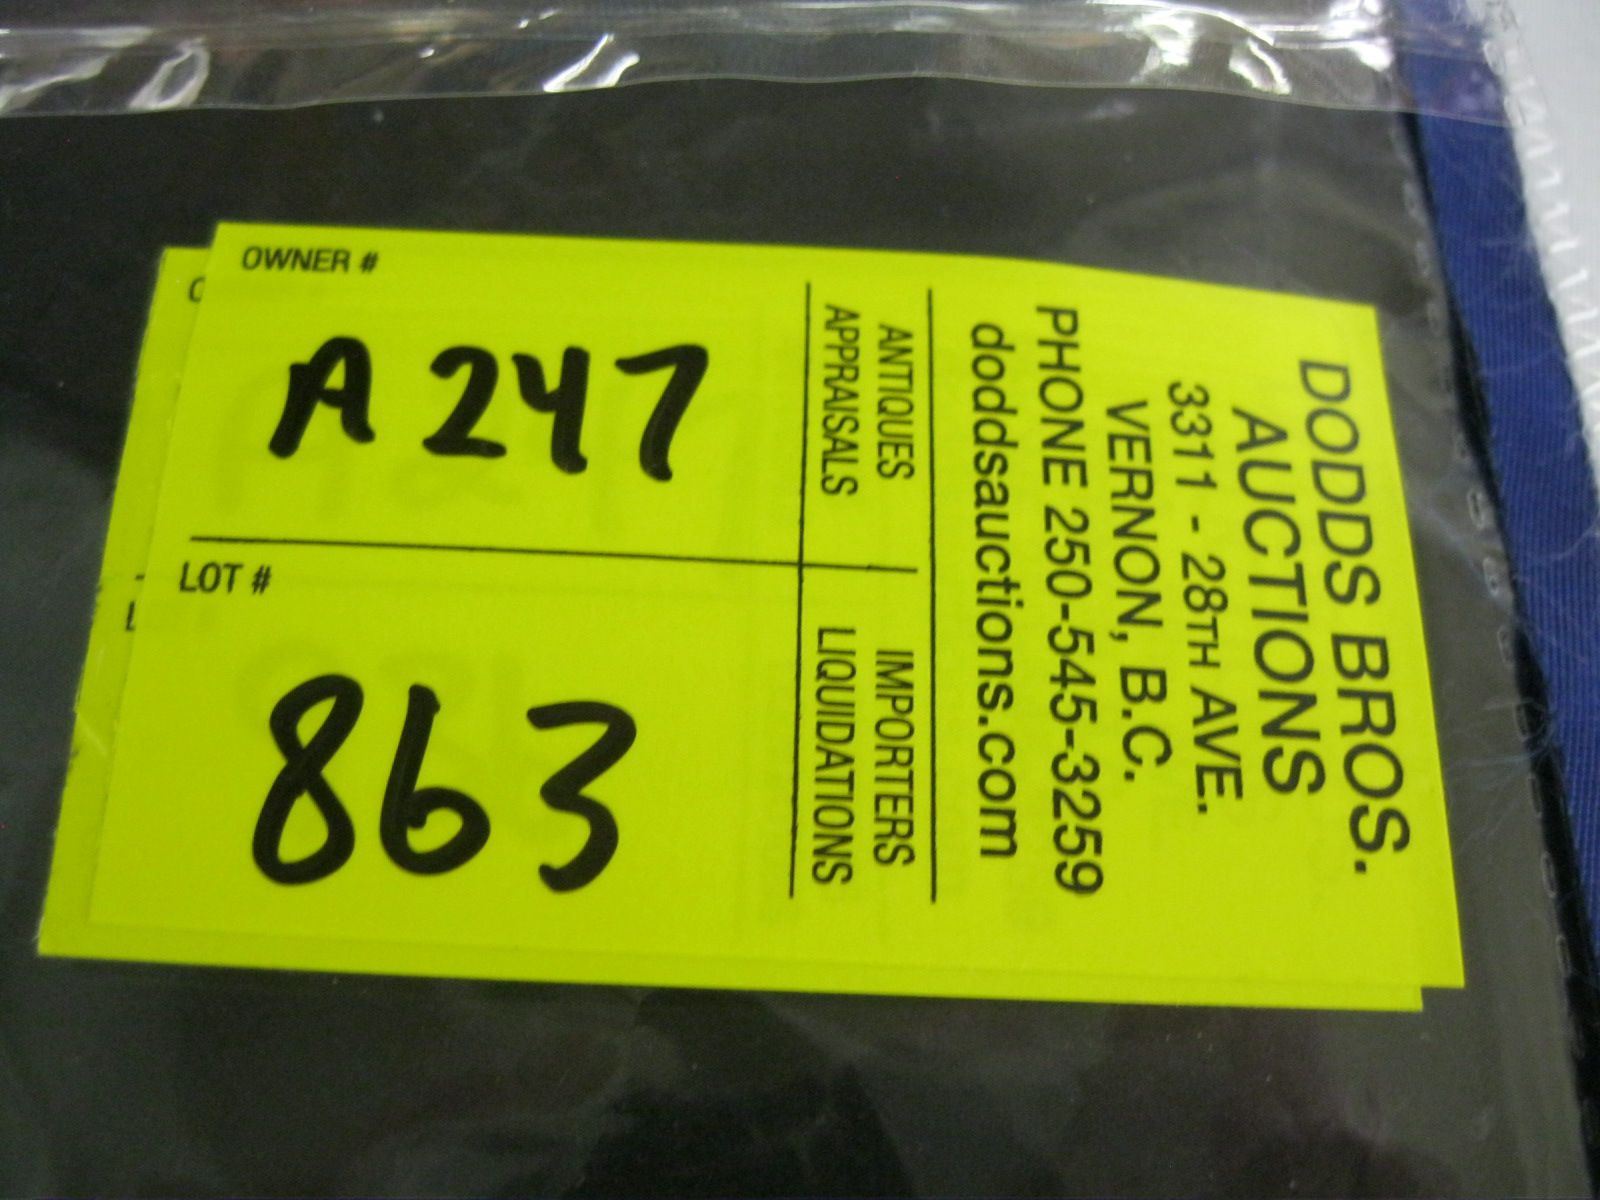 DODDS BROS.
AUCTIONS
3311 - 28TH AVE.
VERNON, B.C.
PHONE 250-545-3259
doddsauctions.com
ANTIQUES
APPRAISALS
IMPORTERS
LIQUIDATIONS
OWNER #
A 247
LOT #
863